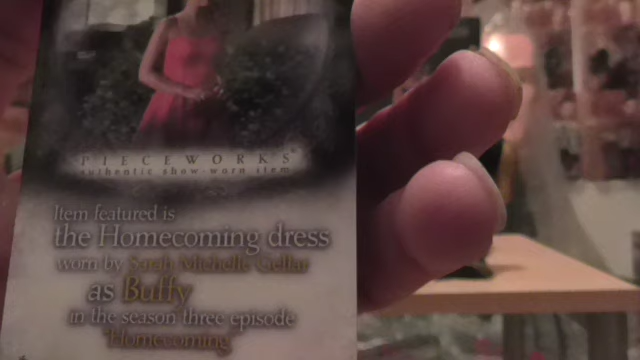 PIECEWORKS®
authentic show-worn item
Item featured is
the Homecoming dress
worn by Sarah Michelle Gellar
as Buffy
in the season three episode
"Homecoming"